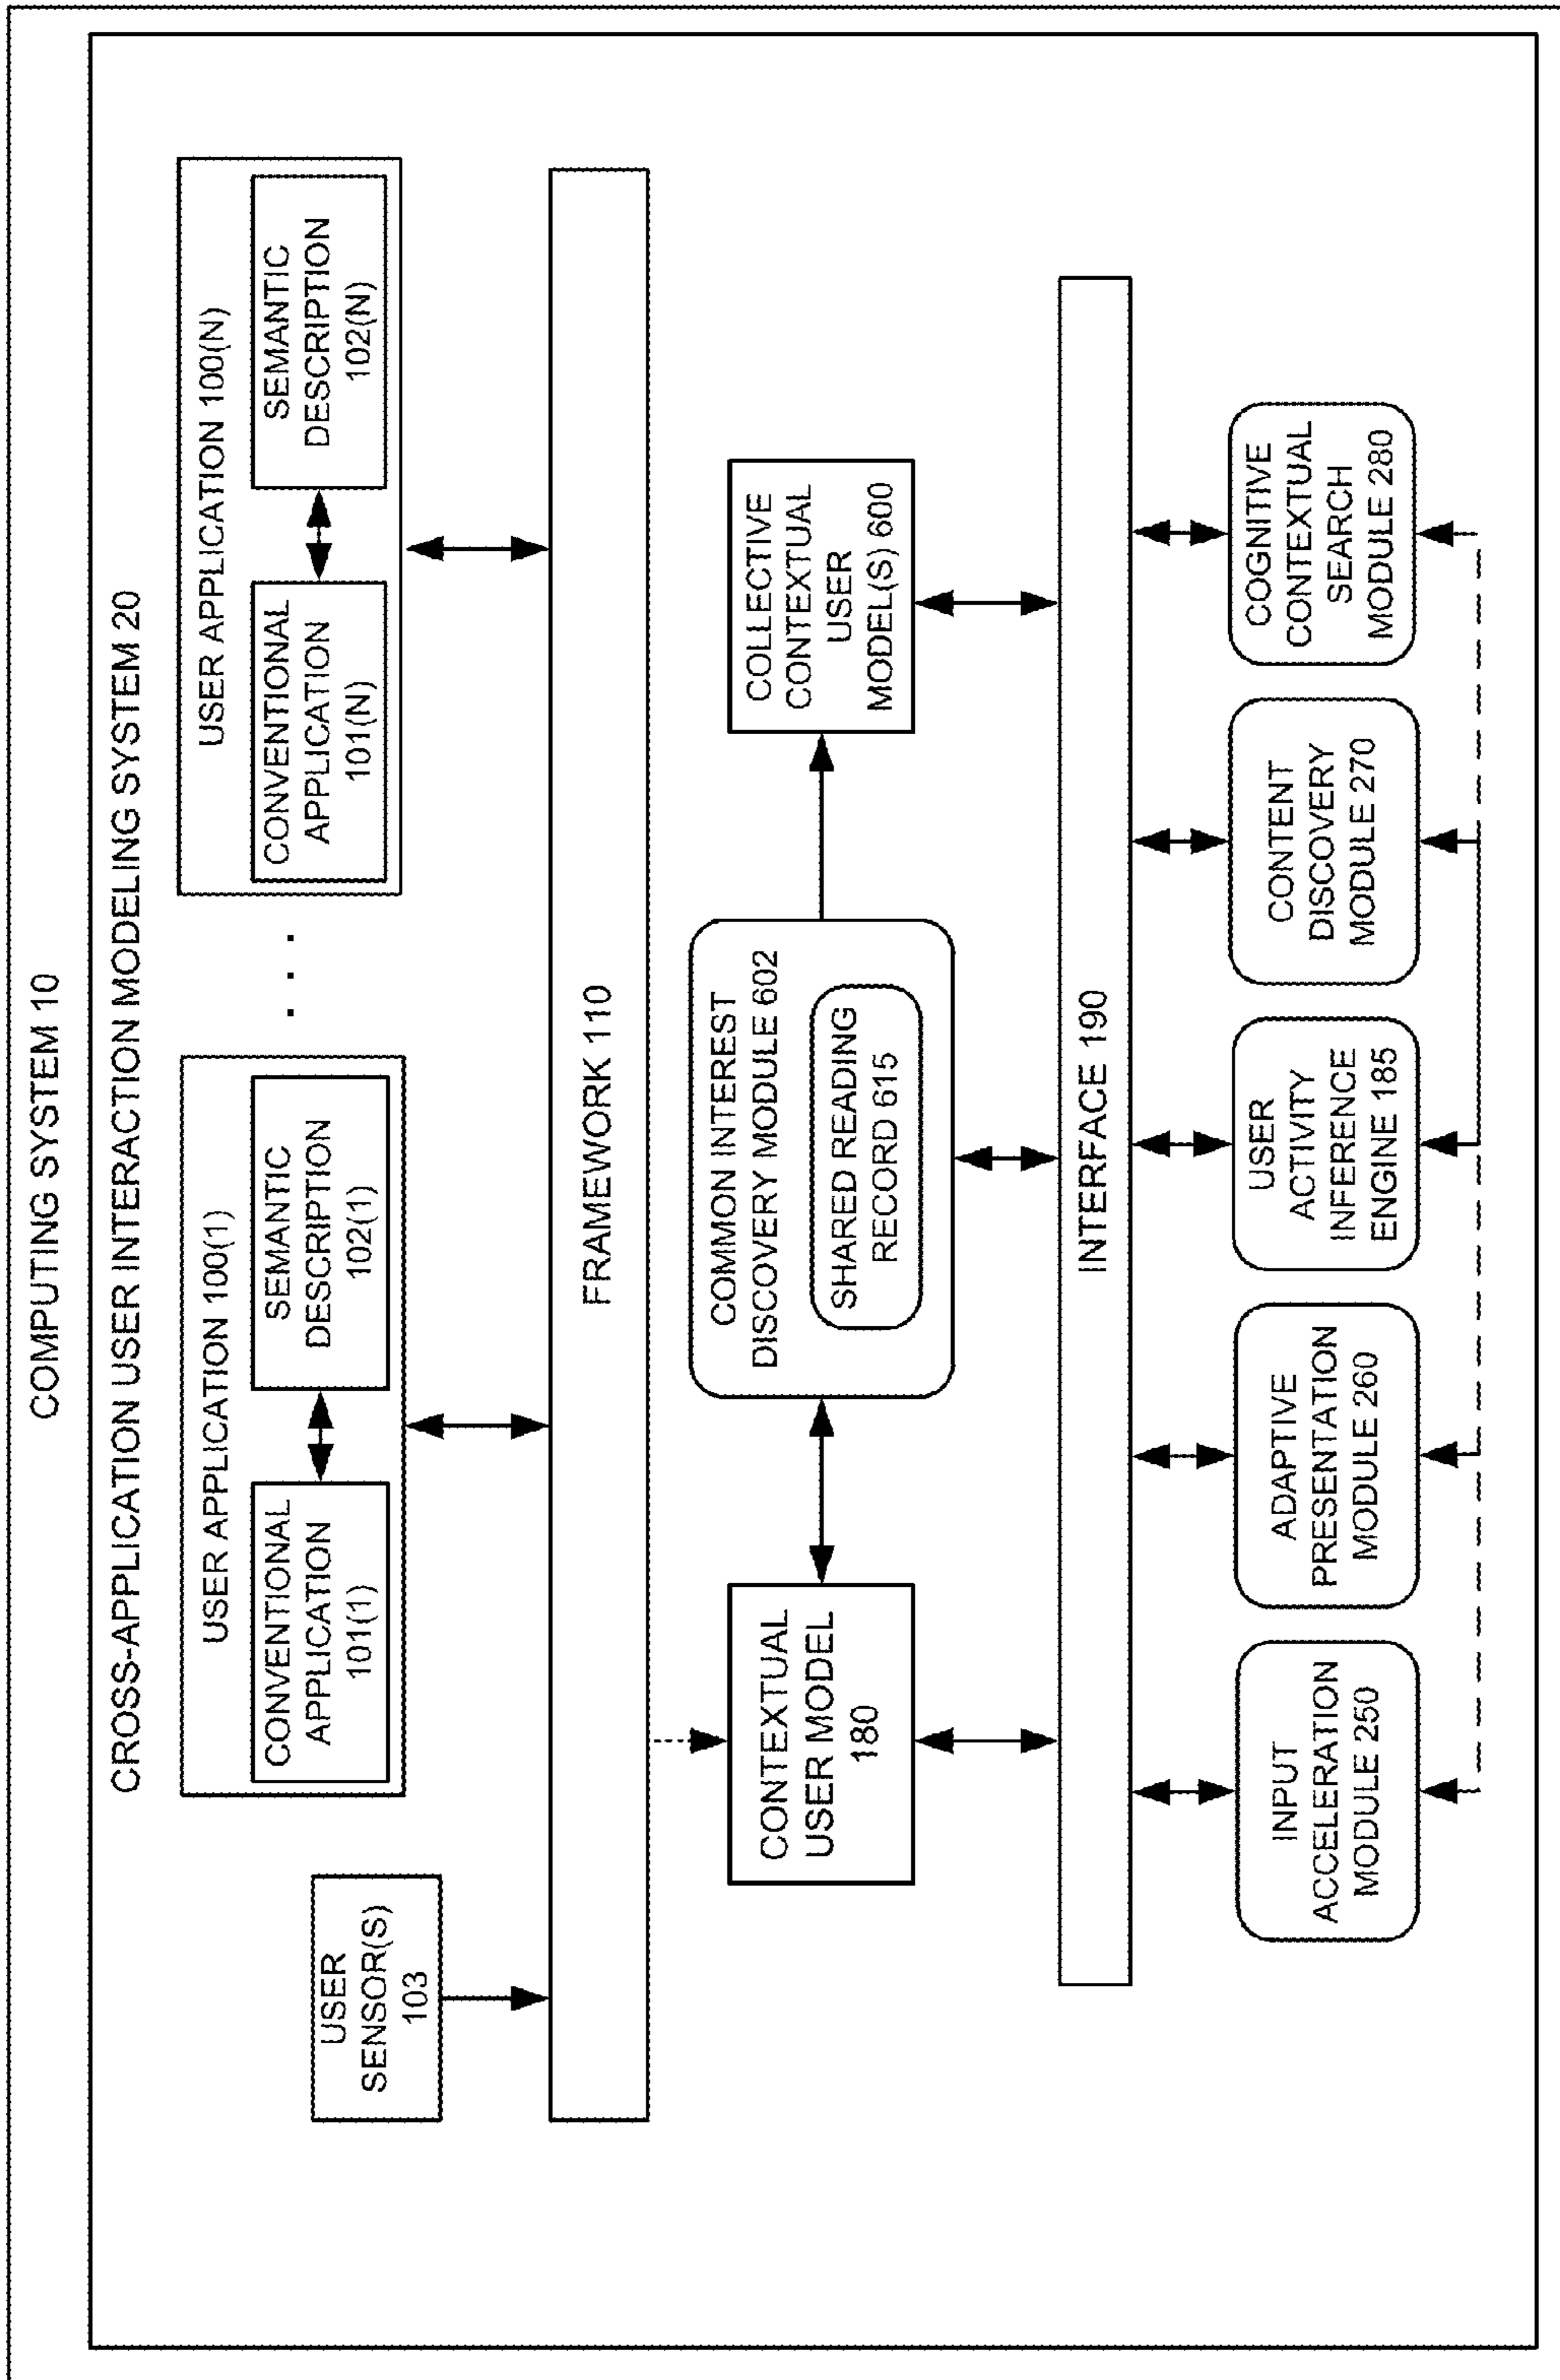 COMPUTING SYSTEM 10
CROSS-APPLICATION USER INTERACTION MODELING SYSTEM 20
USER
SENSOR(S)
103
USER APPLICATION 100(1)
CONVENTIONAL
APPLICATION
101(1)
SEMANTIC
DESCRIPTION
102(1)
. . .
USER APPLICATION 100(N)
CONVENTIONAL
APPLICATION
101(N)
SEMANTIC
DESCRIPTION
102(N)
FRAMEWORK 110
CONTEXTUAL
USER MODEL
180
COMMON INTEREST
DISCOVERY MODULE 602
SHARED READING
RECORD 615
COLLECTIVE
CONTEXTUAL
USER
MODEL(S) 600
INTERFACE 190
INPUT
ACCELERATION
MODULE 250
ADAPTIVE
PRESENTATION
MODULE 260
USER
ACTIVITY
INFERENCE
ENGINE 185
CONTENT
DISCOVERY
MODULE 270
COGNITIVE
CONTEXTUAL
SEARCH
MODULE 280